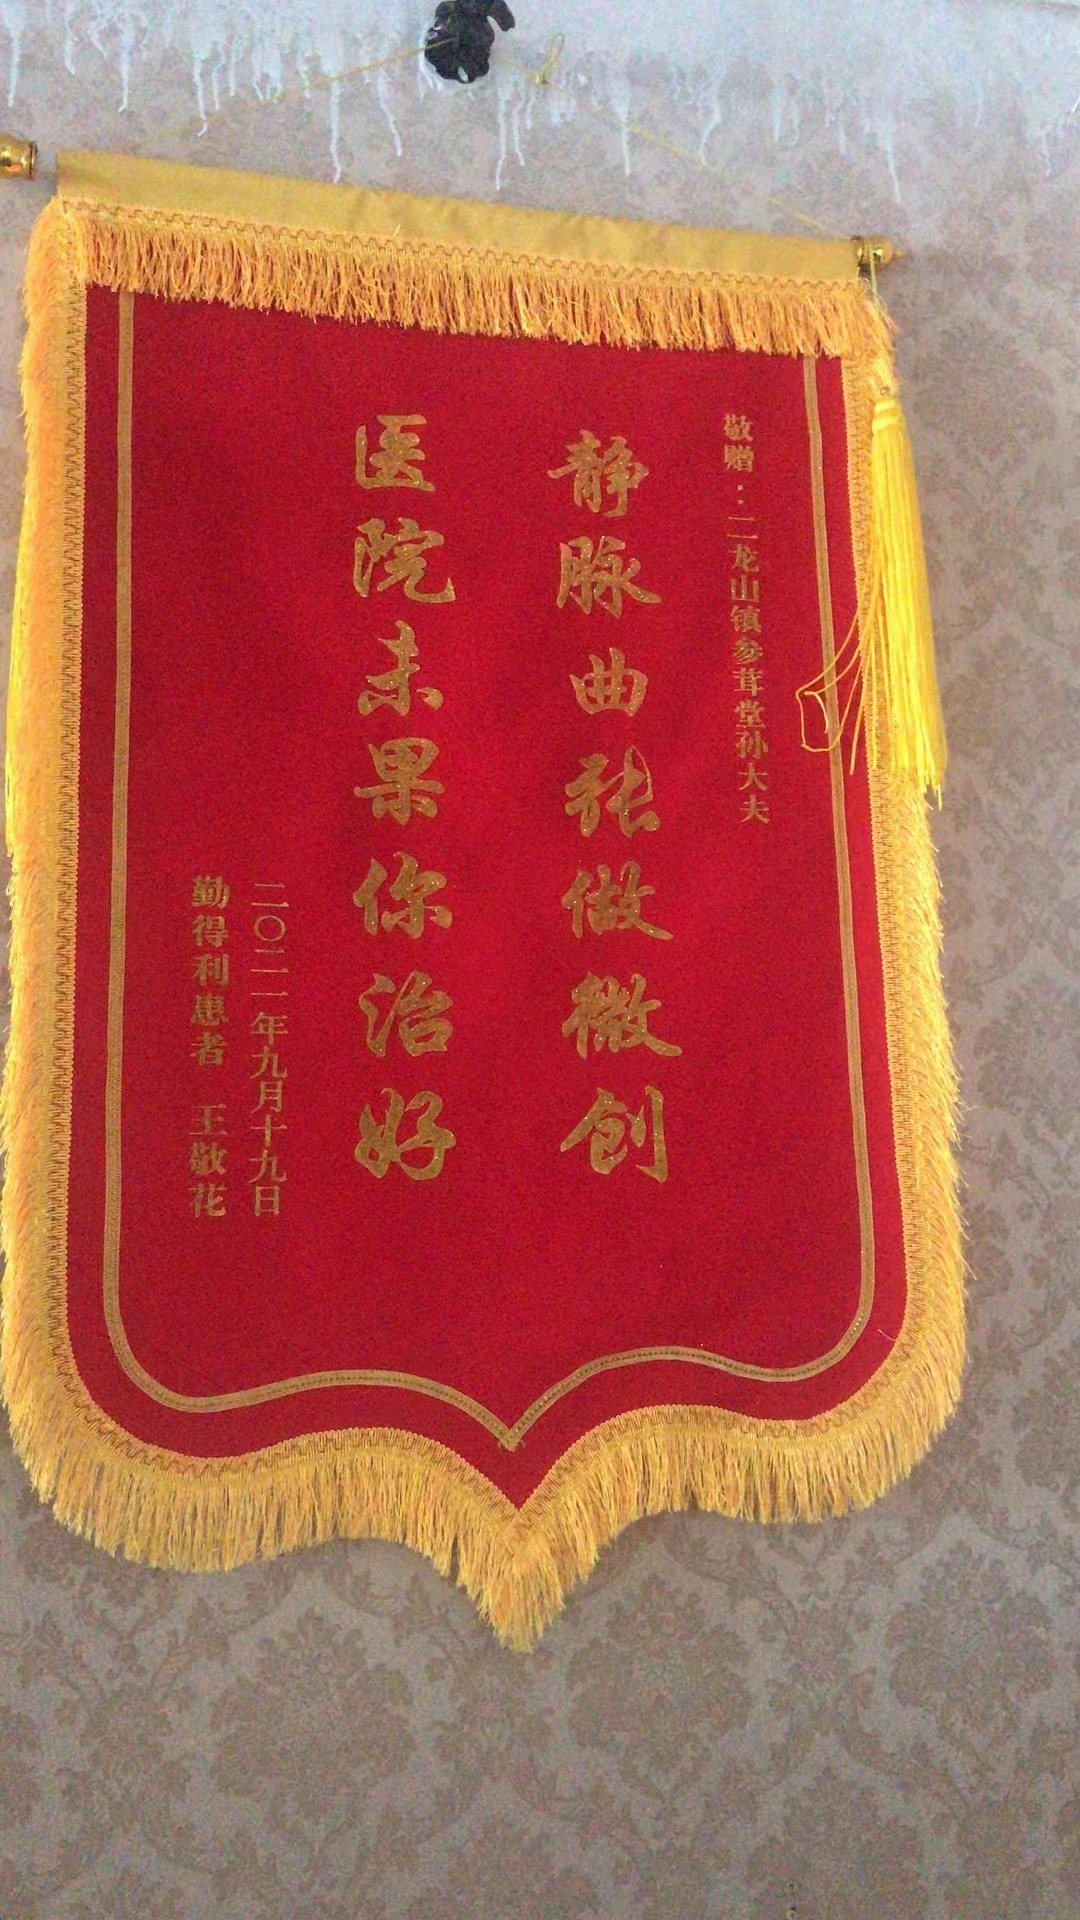 敬赠：二龙山镇参茸堂孙大夫
静脉曲张做微创
医院未果你治好
二〇二一年九月十九日
勤得利患者 王敬花